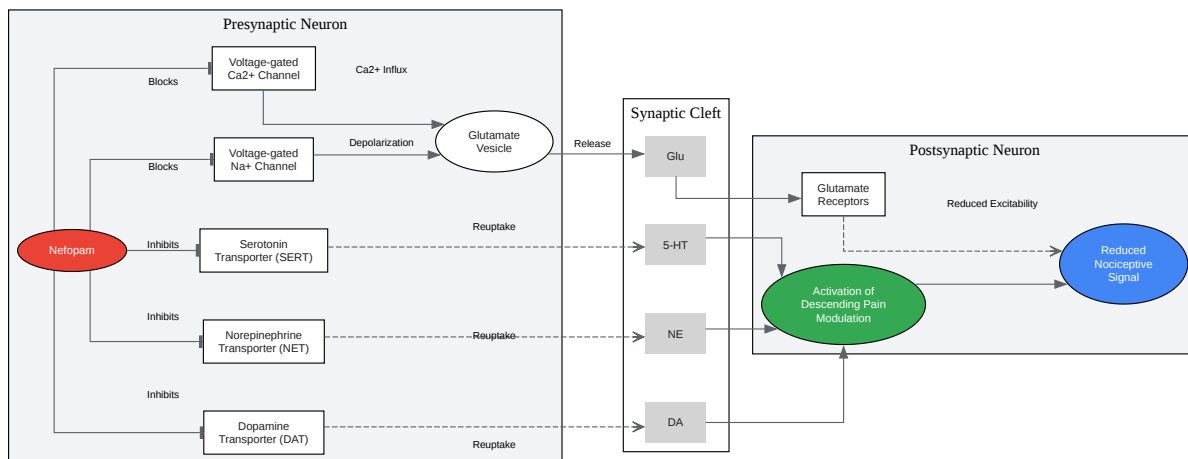 Presynaptic Neuron
Voltage-gated
Ca2+ Channel
Ca2+ Influx
Blocks
Voltage-gated
Na+ Channel
Depolarization
Blocks
Glutamate
Vesicle
Release
Nefopam
Inhibits
Serotonin
Transporter (SERT)
Reuptake
Inhibits
Norepinephrine
Transporter (NET)
Reuptake
Inhibits
Dopamine
Transporter (DAT)
Reuptake
Synaptic Cleft
Glu
5-HT
NE
DA
Postsynaptic Neuron
Glutamate
Receptors
Reduced Excitability
Activation of
Descending Pain
Modulation
Reduced
Nociceptive
Signal